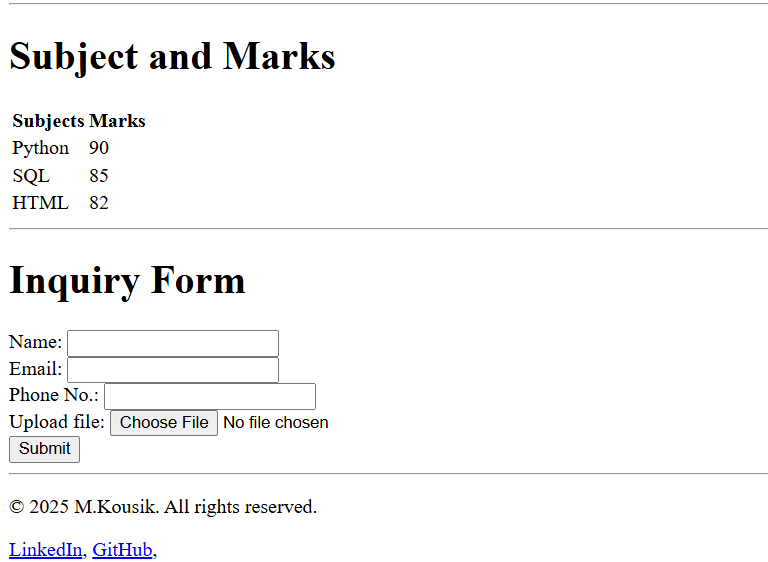 Subject and Marks
Subjects Marks
Python 90
SQL 85
HTML 82
Inquiry Form
Name:
Email:
Phone No.:
Upload file: Choose File No file chosen
Submit
© 2025 M.Kousik. All rights reserved.
LinkedIn, GitHub,